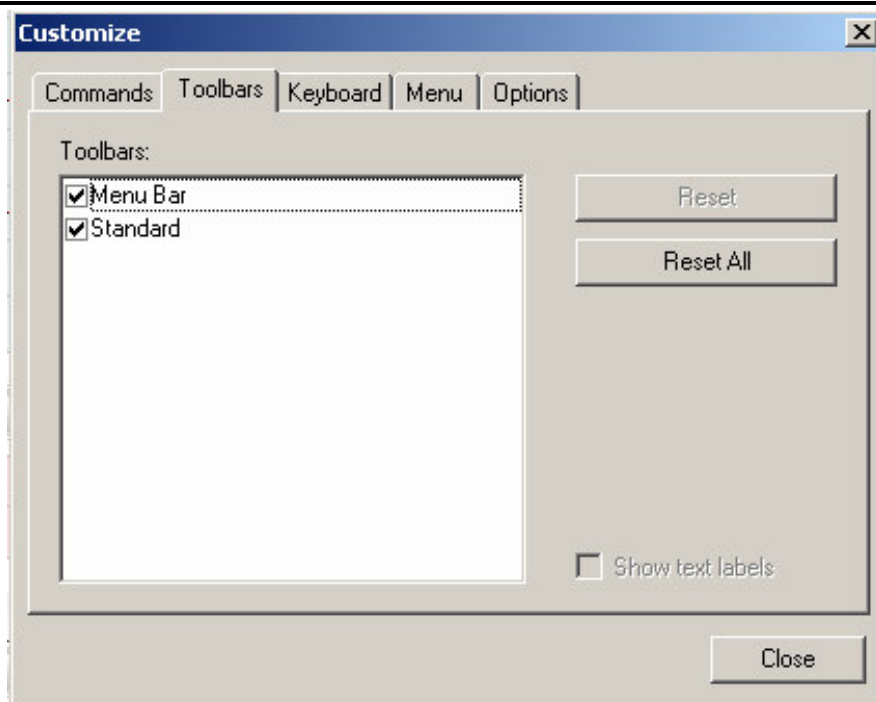 Customize
Commands Toolbars Keyboard Menu Options
Toolbars:
Menu Bar
Standard
Reset
Reset All
Show text labels
Close